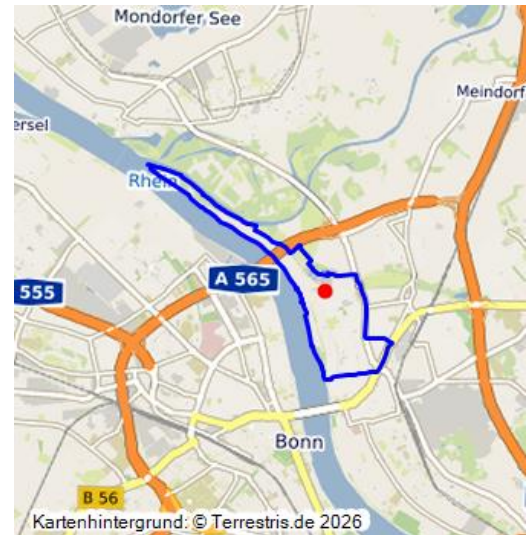 Mondorfer See
Meindorf
ersel
Rhein
A 565
555
Bonn
B 56
Kartenhintergrund: © Terrestris.de 2026